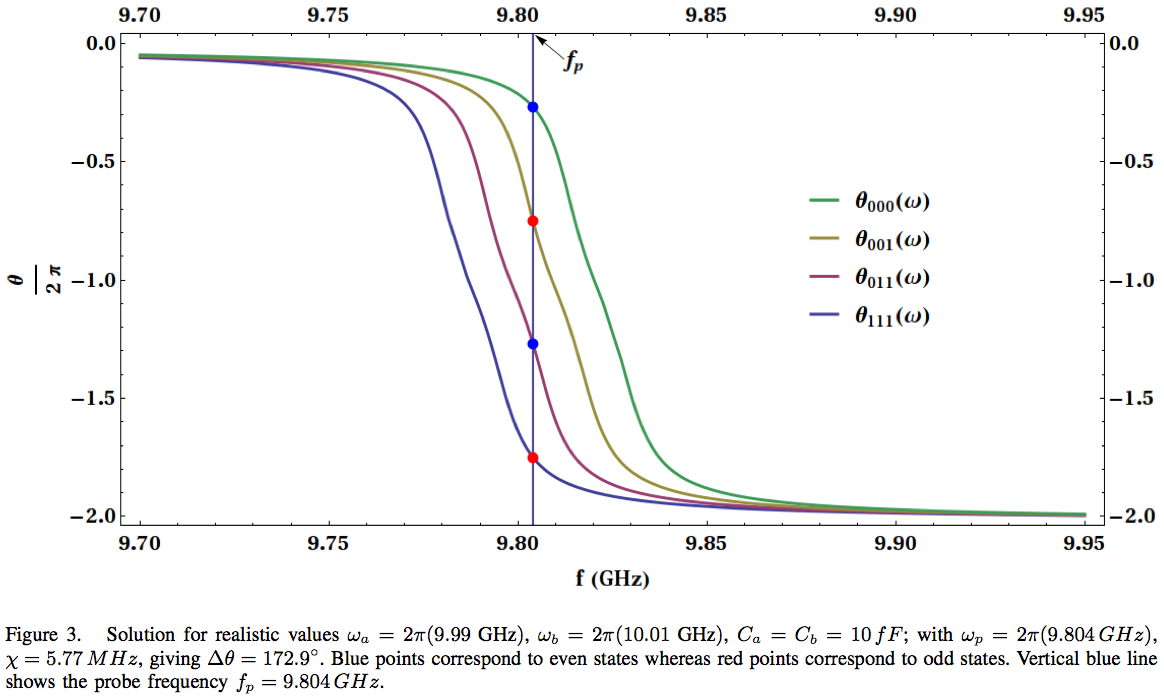 9.70 9.75 9.80 9.85 9.90 9.95
0.0 0.0
f_p
−0.5 −0.5
θ₀₀₀(ω)
θ₀₀₁(ω)
θ/2π −1.0 θ₀₁₁(ω) −1.0
θ₁₁₁(ω)
−1.5 −1.5
−2.0 −2.0
9.70 9.75 9.80 9.85 9.90 9.95
f (GHz)
Figure 3. Solution for realistic values ω_a = 2π(9.99 GHz), ω_b = 2π(10.01 GHz), C_a = C_b = 10 fF; with ω_p = 2π(9.804 GHz),
χ = 5.77 MHz, giving Δθ = 172.9°. Blue points correspond to even states whereas red points correspond to odd states. Vertical blue line
shows the probe frequency f_p = 9.804 GHz.